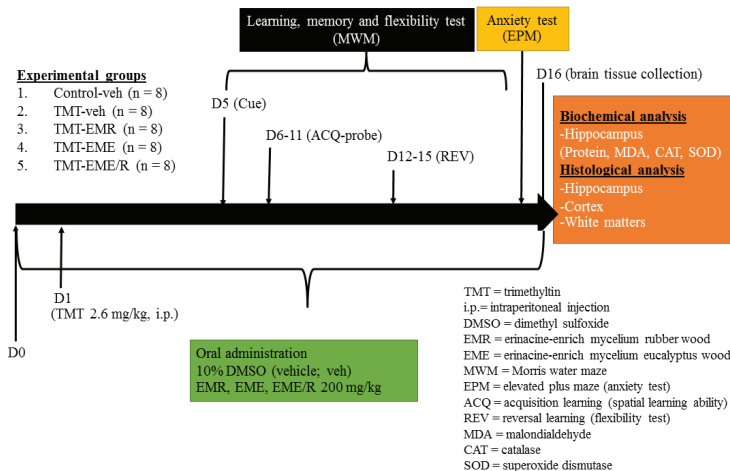 Learning, memory and flexibility test
(MWM)
Anxiety test
(EPM)
D16 (brain tissue collection)
Experimental groups
1. Control-veh (n = 8)
2. TMT-veh (n = 8)
3. TMT-EMR (n = 8)
4. TMT-EME (n = 8)
5. TMT-EME/R (n = 8)
D5 (Cue)
D6-11 (ACQ-probe)
D12-15 (REV)
Biochemical analysis
-Hippocampus
(Protein, MDA, CAT, SOD)
Histological analysis
-Hippocampus
-Cortex
-White matters
D1
(TMT 2.6 mg/kg, i.p.)
D0
Oral administration
10% DMSO (vehicle; veh)
EMR, EME, EME/R 200 mg/kg
TMT = trimethyltin
i.p.= intraperitoneal injection
DMSO = dimethyl sulfoxide
EMR = erinacine-enrich mycelium rubber wood
EME = erinacine-enrich mycelium eucalyptus wood
MWM = Morris water maze
EPM = elevated plus maze (anxiety test)
ACQ = acquisition learning (spatial learning ability)
REV = reversal learning (flexibility test)
MDA = malondialdehyde
CAT = catalase
SOD = superoxide dismutase